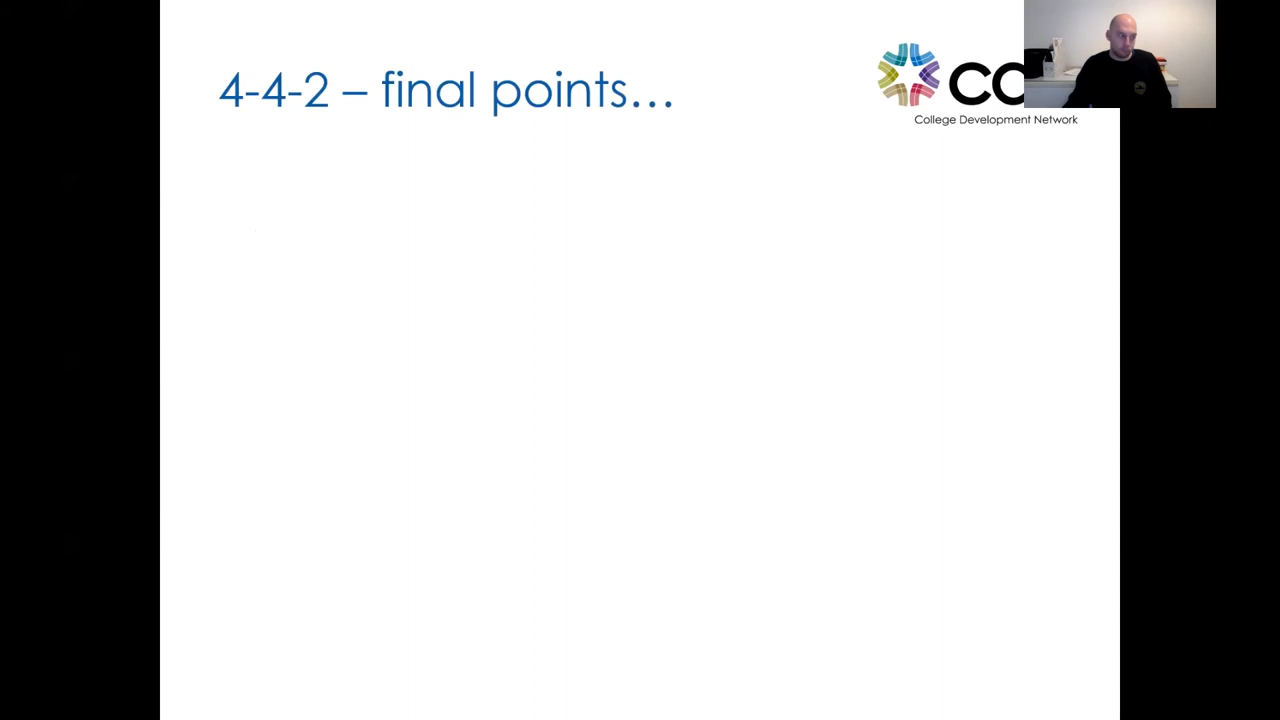 4-4-2 – final points…
College Development Network